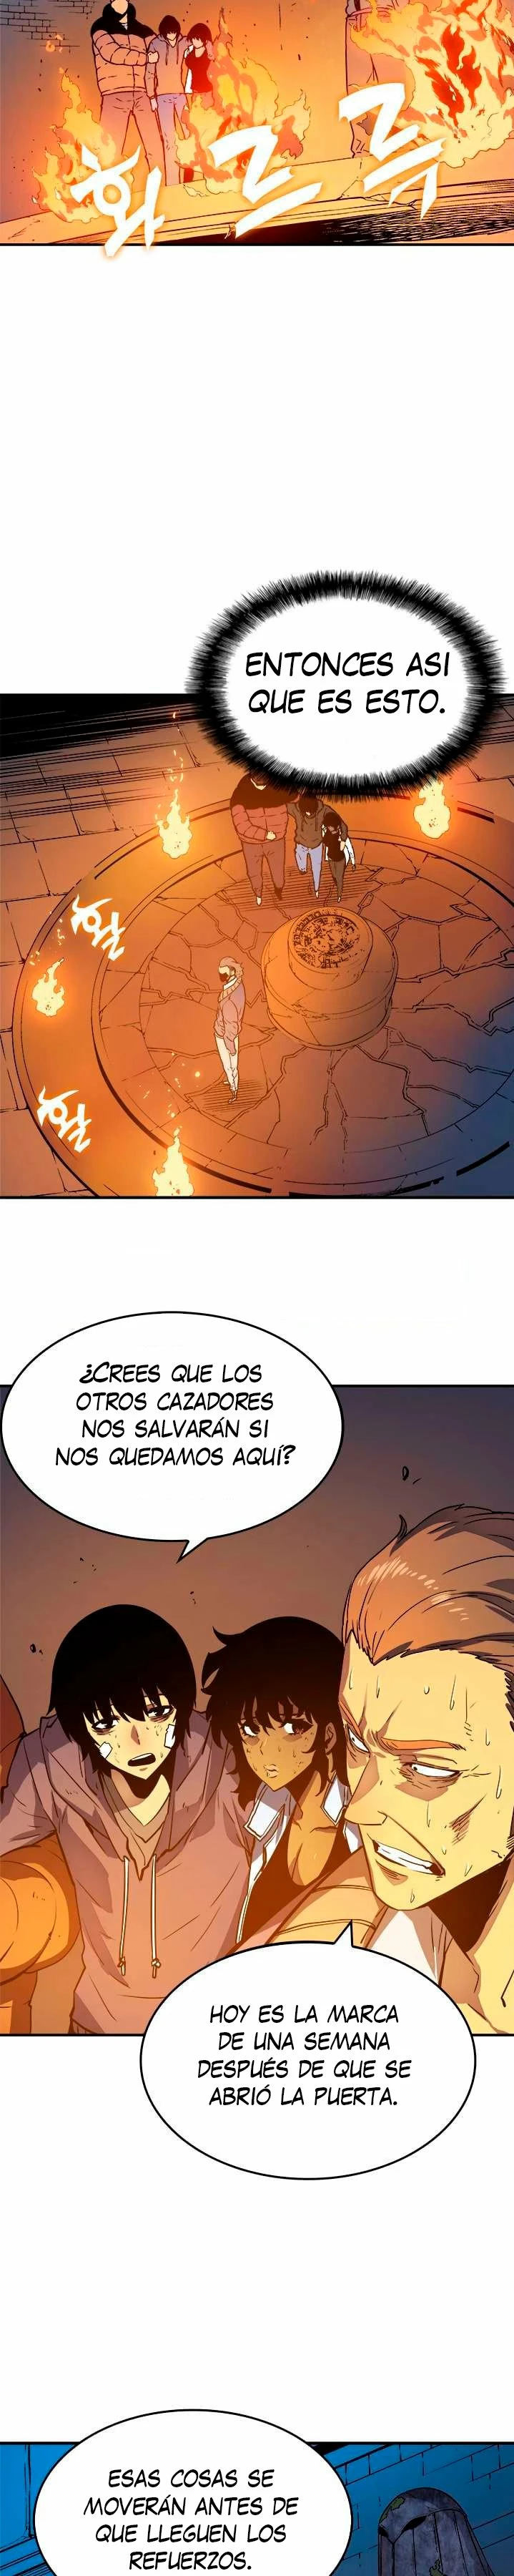 화르륵
ENTONCES ASI
QUE ES ESTO.
화르
화르
¿CREES QUE LOS
OTROS CAZADORES
NOS SALVARÁN SI
NOS QUEDAMOS AQUÍ?
HOY ES LA MARCA
DE UNA SEMANA
DESPUÉS DE QUE SE
ABRIÓ LA PUERTA.
ESAS COSAS SE
MOVERÁN ANTES DE
QUE LLEGUEN LOS
REFUERZOS.